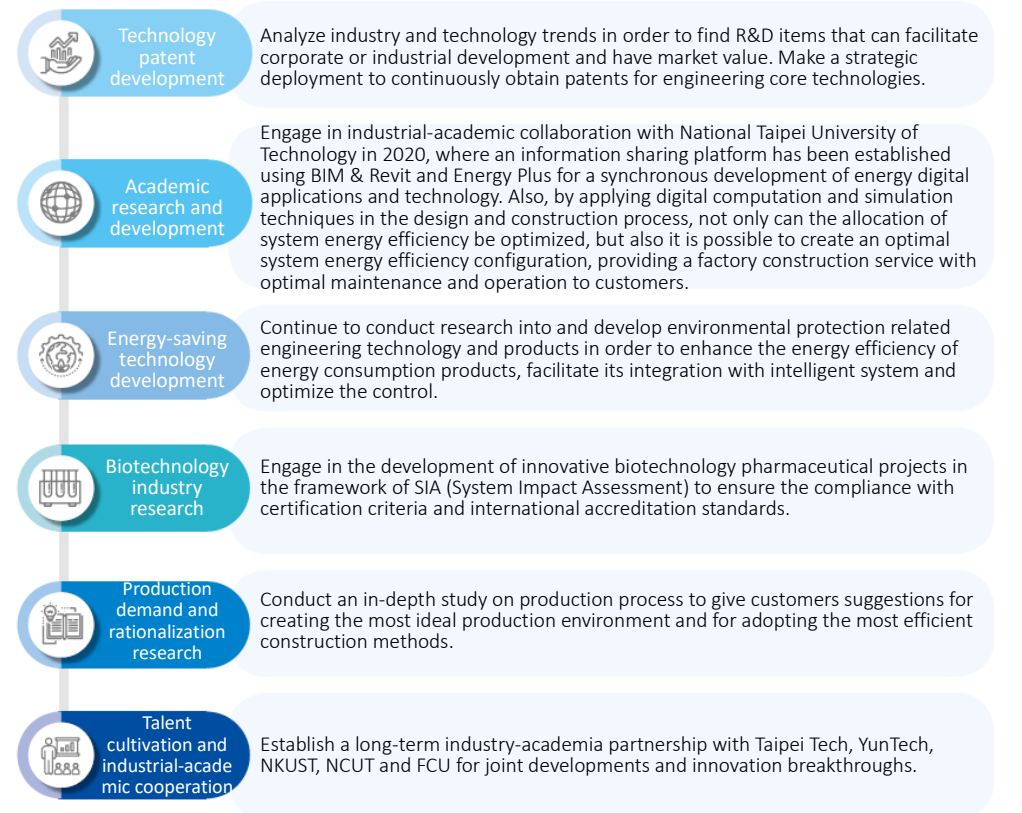 Technology
patent
development
Analyze industry and technology trends in order to find R&D items that can facilitate
corporate or industrial development and have market value. Make a strategic
deployment to continuously obtain patents for engineering core technologies.
Academic
research and
development
Engage in industrial-academic collaboration with National Taipei University of
Technology in 2020, where an information sharing platform has been established
using BIM & Revit and Energy Plus for a synchronous development of energy digital
applications and technology. Also, by applying digital computation and simulation
techniques in the design and construction process, not only can the allocation of
system energy efficiency be optimized, but also it is possible to create an optimal
system energy efficiency configuration, providing a factory construction service with
optimal maintenance and operation to customers.
Energy-saving
technology
development
Continue to conduct research into and develop environmental protection related
engineering technology and products in order to enhance the energy efficiency of
energy consumption products, facilitate its integration with intelligent system and
optimize the control.
Biotechnology
industry
research
Engage in the development of innovative biotechnology pharmaceutical projects in
the framework of SIA (System Impact Assessment) to ensure the compliance with
certification criteria and international accreditation standards.
Production
demand and
rationalization
research
Conduct an in-depth study on production process to give customers suggestions for
creating the most ideal production environment and for adopting the most efficient
construction methods.
Talent
cultivation and
industrial-acade
mic cooperation
Establish a long-term industry-academia partnership with Taipei Tech, YunTech,
NKUST, NCUT and FCU for joint developments and innovation breakthroughs.